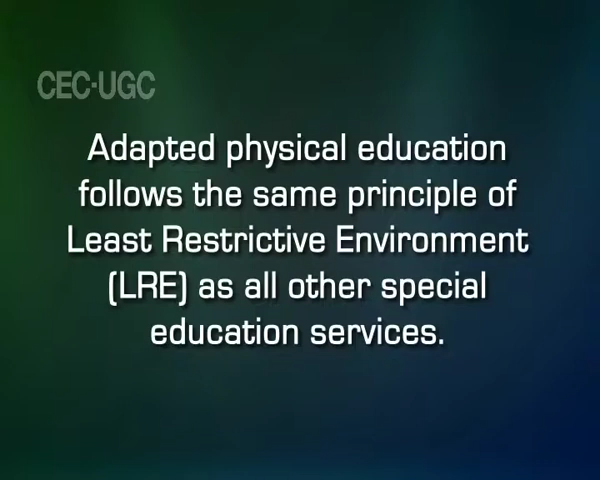 CEC-UGC
Adapted physical education
follows the same principle of
Least Restrictive Environment
(LRE) as all other special
education services.